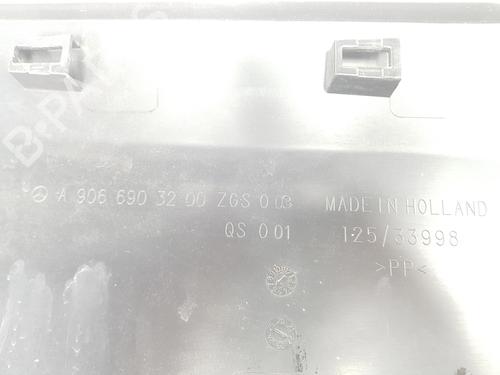 A 906 690 32 00 ZGS 003
QS 001
MADE IN HOLLAND
125/33998
>PP<